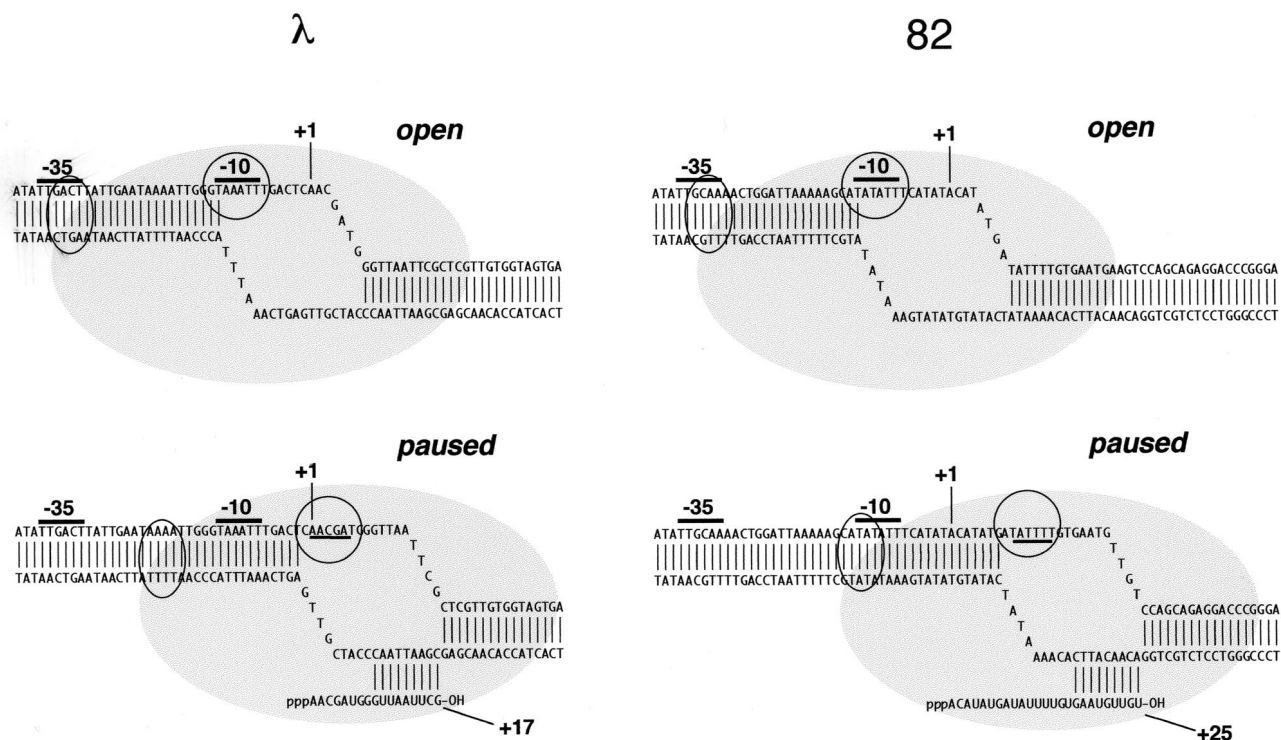 λ
+1
open
-35
-10
ATATTGACTTATTGAATAAAATTGGGTAAATTTGACTCAAC
G
A
T
G
TATAACTGAATAACTTATTTTAACCCA
T
T
T
A
GGTTAATTCGCTCGTTGTGGTAGTGA
AACTGAGTTGCTACCCAATTAAGCGAGCAACACCATCACT
82
+1
open
-35
-10
ATATTGCAAAACTGGATTAAAAAGCATATATTTCATATACAT
A
T
G
A
TATAACGTTTTGACCTAATTTTTCGTA
T
A
T
A
TATTTTGTGAATGAAGTCCAGCAGAGGACCCGGGA
AAGTATATGTATACTATAAAACACTTACAACAGGTCGTCTCCTGGGCCCT
paused
+1
-35
-10
ATATTGACTTATTGAATAAAATTGGGTAAATTTGACTCAACGATGGGTTAA
T
T
C
G
TATAACTGAATAACTTATTTTAACCCATTTAAACTGA
G
T
T
G
CTCGTTGTGGTAGTGA
CTACCCAATTAAGCGAGCAACACCATCACT
pppAACGAUGGGUUAAUUCG-OH
+17
paused
+1
-35
-10
ATATTGCAAAACTGGATTAAAAAGCATATATTTCATATACATATGATATTTTGTGAATG
T
T
G
T
TATAACGTTTTGACCTAATTTTTCGTATATAAAGTATATGTATAC
T
A
T
A
CCAGCAGAGGACCCGGGA
AAACACTTACAACAGGTCGTCTCCTGGGCCCT
pppACAUAUGAUAUUUUGUGAAUGUUGU-OH
+25